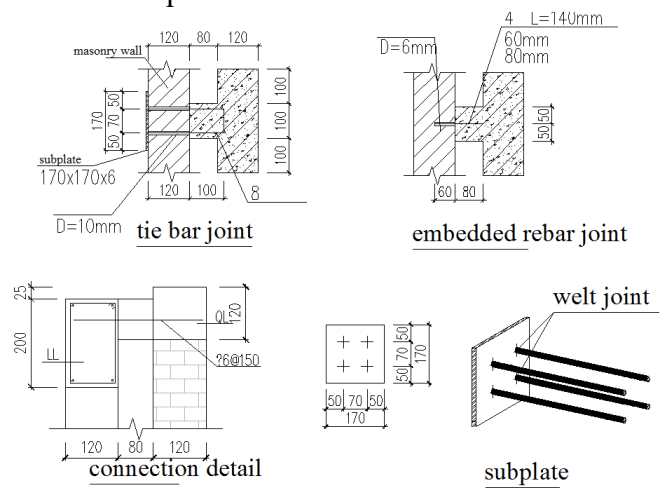 120 80 120
masonry wall
50
170 70
50
100
100
100
subplate
170x170x6
120 100
8
D=10mm
tie bar joint
4 L=140mm
60mm
80mm
D=6mm
50
50
60 80
embedded rebar joint
25
200
120
QL
LL
?6@150
120 80 120
connection detail
50
70 170
50
50 70 50
170
welt joint
subplate